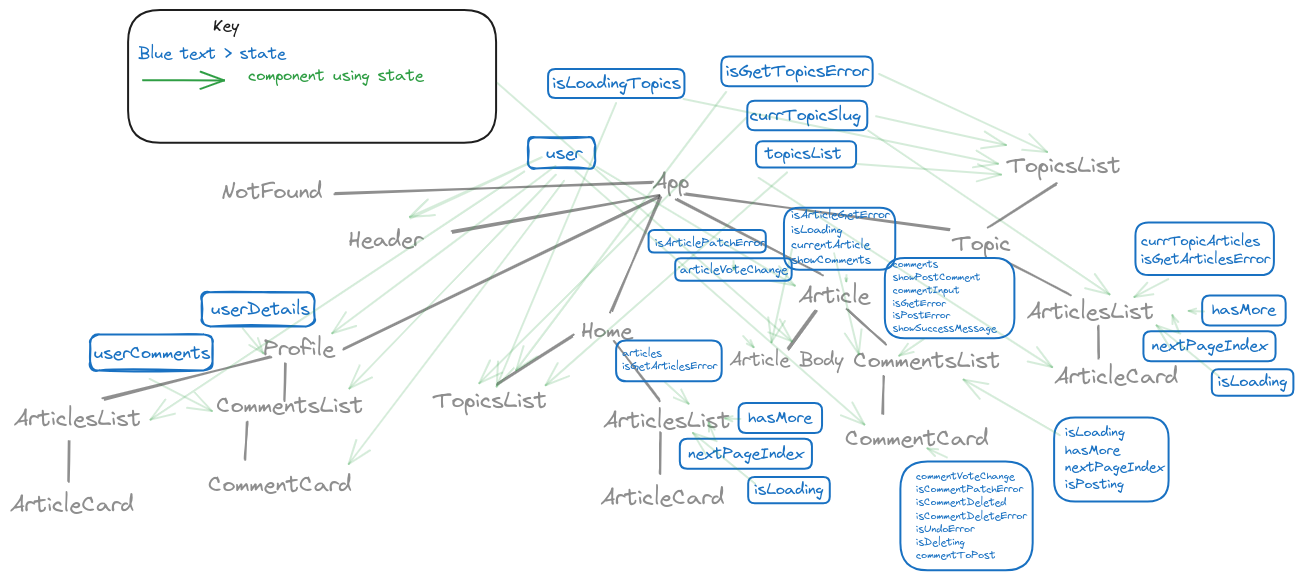 Key
Blue text > state
component using state
isLoadingTopics
isGetTopicsError
currTopicSlug
topicsList
user
App
NotFound
Header
TopicsList
Topic
isArticleGetError
isLoading
currentArticle
showComments
isArticlePatchError
articleVoteChange
currTopicArticles
isGetArticlesError
comments
showPostComment
commentInput
isGetError
isPostError
showSuccessMessage
Article
ArticlesList
hasMore
nextPageIndex
isLoading
ArticleCard
userDetails
userComments
Profile
Home
articles
isGetArticlesError
Article Body
CommentsList
ArticlesList
CommentsList
TopicsList
ArticlesList
hasMore
nextPageIndex
isLoading
CommentCard
isLoading
hasMore
nextPageIndex
isPosting
ArticleCard
CommentCard
ArticleCard
commentVoteChange
isCommentPatchError
isCommentDeleted
isCommentDeleteError
isUndoError
isDeleting
commentToPost